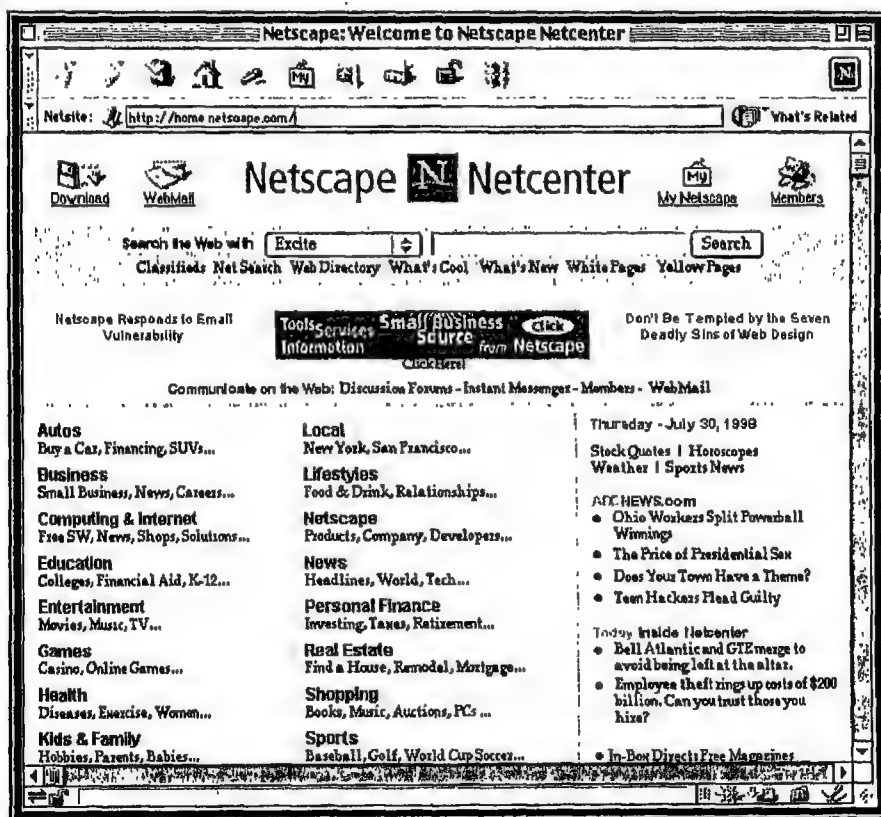 Netscape: Welcome to Netscape Netcenter
My
N
Netsite: http://home.netscape.com/ What's Related
Netscape N Netcenter
Download WebMail My Netscape Members
Search the Web with Excite Search
Classifieds Net Search Web Directory What's Cool What's New White Pages Yellow Pages
Netscape Responds to Email
Vulnerability
Tools Services Information Small Business Source from Netscape Click
Click Here!
Don't Be Tempted by the Seven
Deadly Sins of Web Design
Communicate on the Web: Discussion Forums - Instant Messenger - Members - WebMail
Autos
Buy a Car, Financing, SUVs...
Business
Small Business, News, Careers...
Computing & Internet
Free SW, News, Shops, Solutions...
Education
Colleges, Financial Aid, K-12...
Entertainment
Movies, Music, TV...
Games
Casino, Online Games...
Health
Diseases, Exercise, Women...
Kids & Family
Hobbies, Parents, Babies...
Local
New York, San Francisco...
Lifestyles
Food & Drink, Relationships...
Netscape
Products, Company, Developers...
News
Headlines, World, Tech...
Personal Finance
Investing, Taxes, Retirement...
Real Estate
Find a House, Remodel, Mortgage...
Shopping
Books, Music, Auctions, PCs ...
Sports
Baseball, Golf, World Cup Soccer...
Thursday - July 30, 1998
Stock Quotes | Horoscopes
Weather | Sports News
ABCNEWS.com
Ohio Workers Split Powerball
Winnings
The Price of Presidential Sex
Does Your Town Have a Theme?
Teen Hackers Plead Guilty
Today Inside Netcenter
Bell Atlantic and GTE merge to
avoid being left at the altar.
Employee theft rings up costs of $200
billion. Can you trust those you
hire?
In-Box Direct: Free Magazines